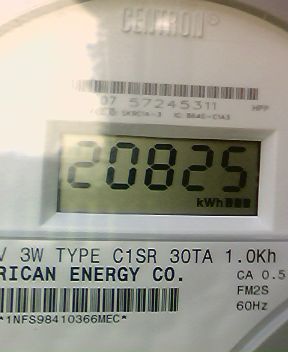 CENTRON®
07 57245311 HPP
20825
kWh
V 3W TYPE C1SR 30TA 1.0Kh
RICAN ENERGY CO.
CA 0.5
FM2S
60Hz
*1NFS98410366MEC*